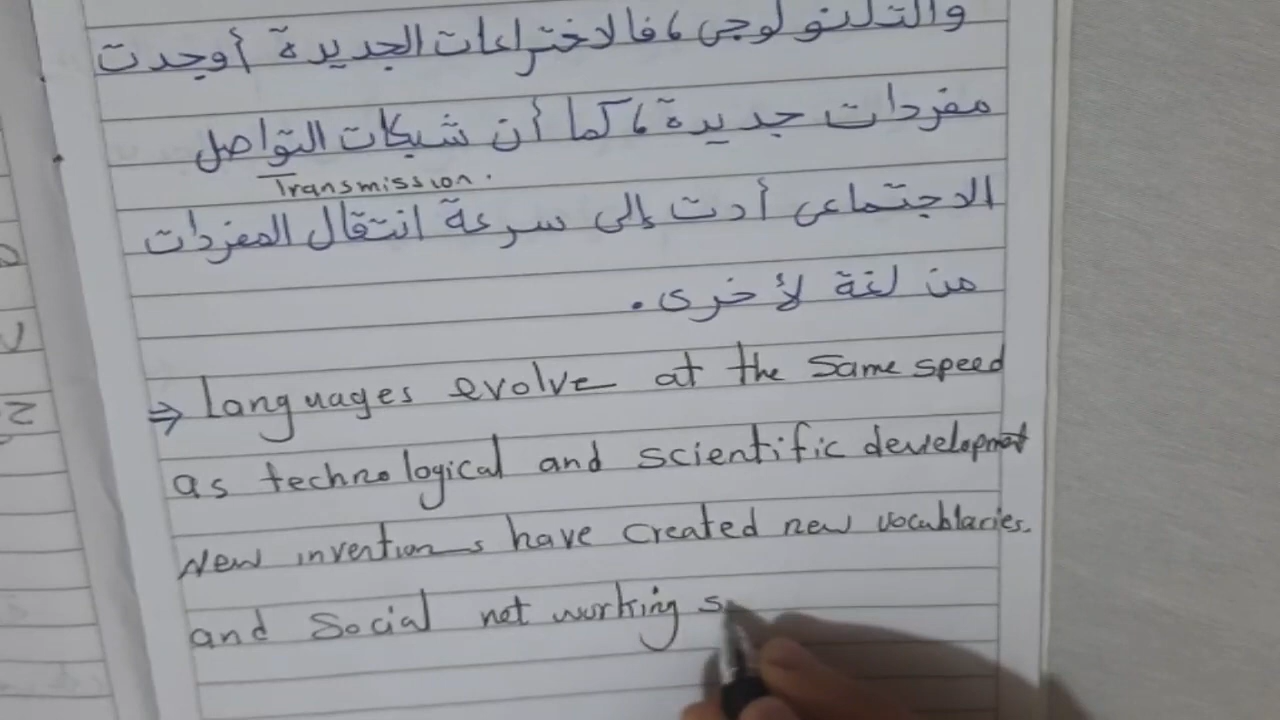 والتكنولوجي، فالاختراعات الجديدة أوجدت
مفردات جديدة، كما أن شبكات التواصل
Transmission.
الاجتماعى أدت إلى سرعة انتقال المفردات
من لغة لأخرى.
⇒ Languages evolve at the same speed
as technological and scientific development
New inventions have created new vocublaries.
and Social net working s